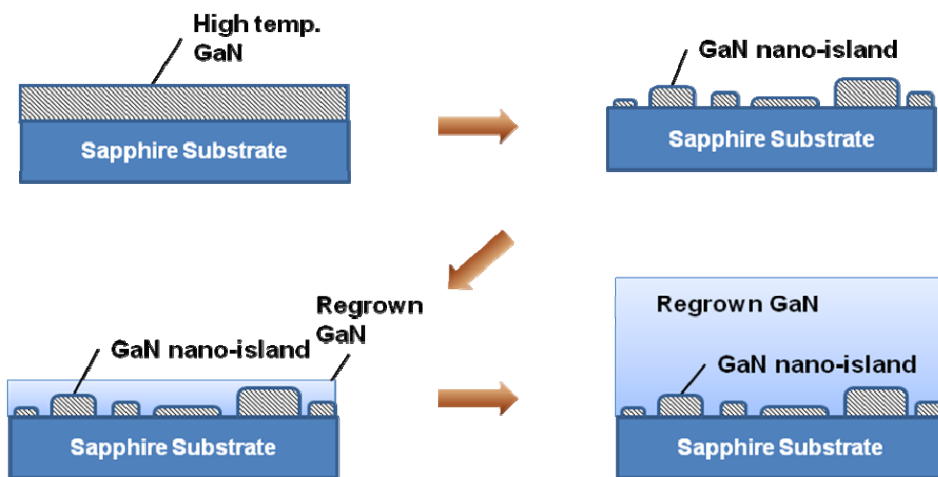 High temp.
GaN
Sapphire Substrate
GaN nano-island
Sapphire Substrate
Regrown
GaN
GaN nano-island
Sapphire Substrate
Regrown GaN
GaN nano-island
Sapphire Substrate